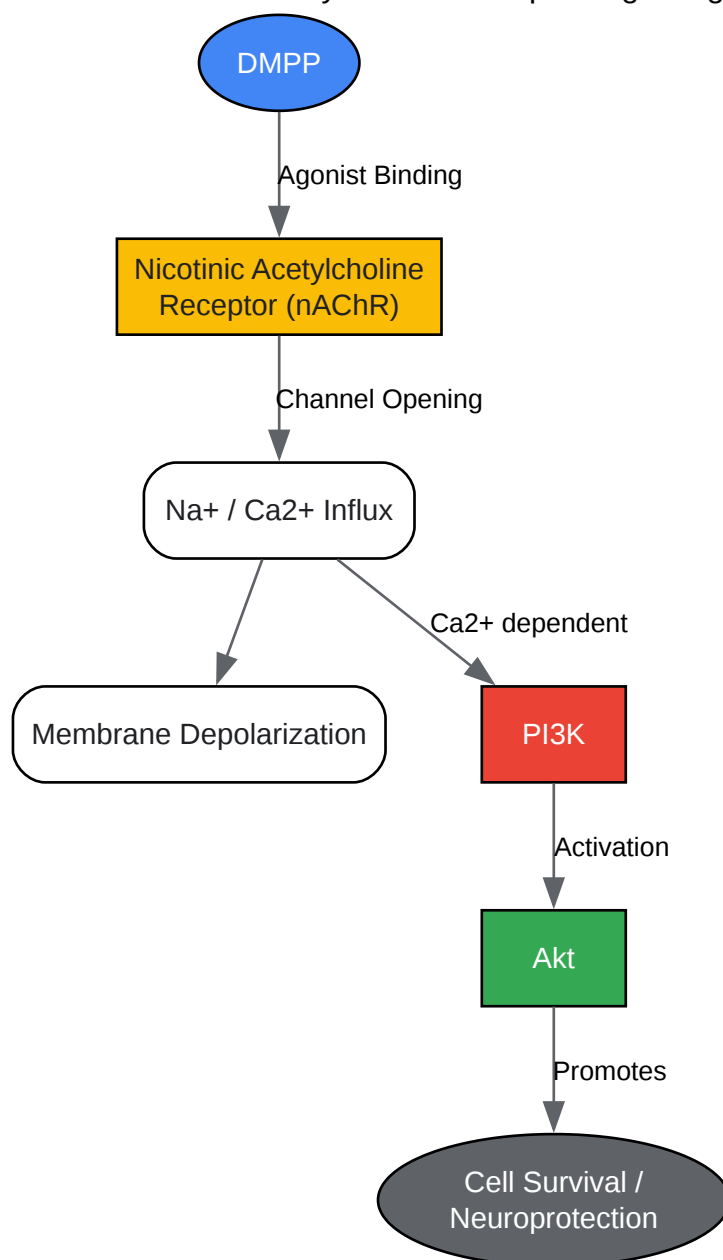 DMPP
Agonist Binding
Nicotinic Acetylcholine
Receptor (nAChR)
Channel Opening
Na+ / Ca2+ Influx
Ca2+ dependent
Membrane Depolarization
PI3K
Activation
Akt
Promotes
Cell Survival /
Neuroprotection